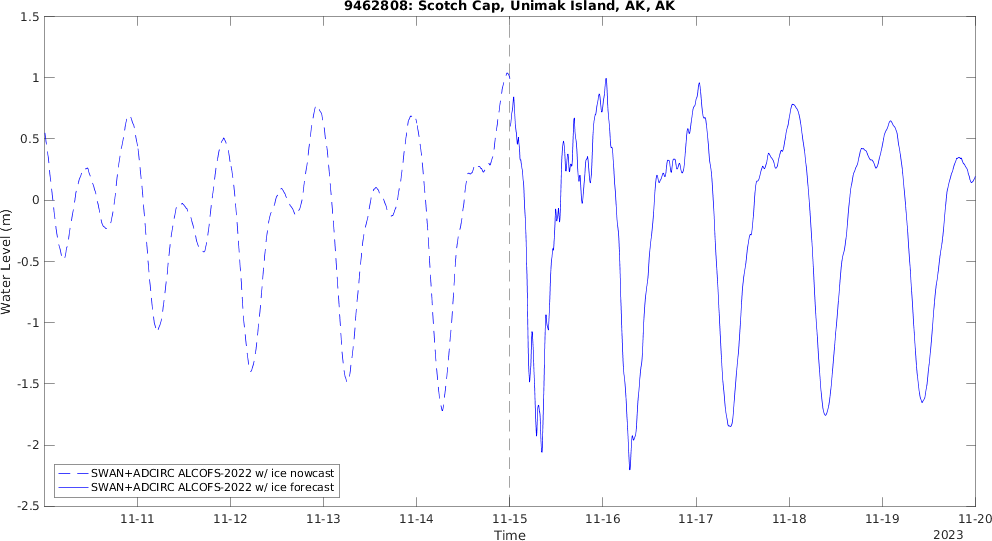 9462808: Scotch Cap, Unimak Island, AK, AK
1.5
1
0.5
0
-0.5
-1
-1.5
-2
-2.5
Water Level (m)
SWAN+ADCIRC ALCOFS-2022 w/ ice nowcast
SWAN+ADCIRC ALCOFS-2022 w/ ice forecast
11-11 11-12 11-13 11-14 11-15 11-16 11-17 11-18 11-19 11-20
Time
2023